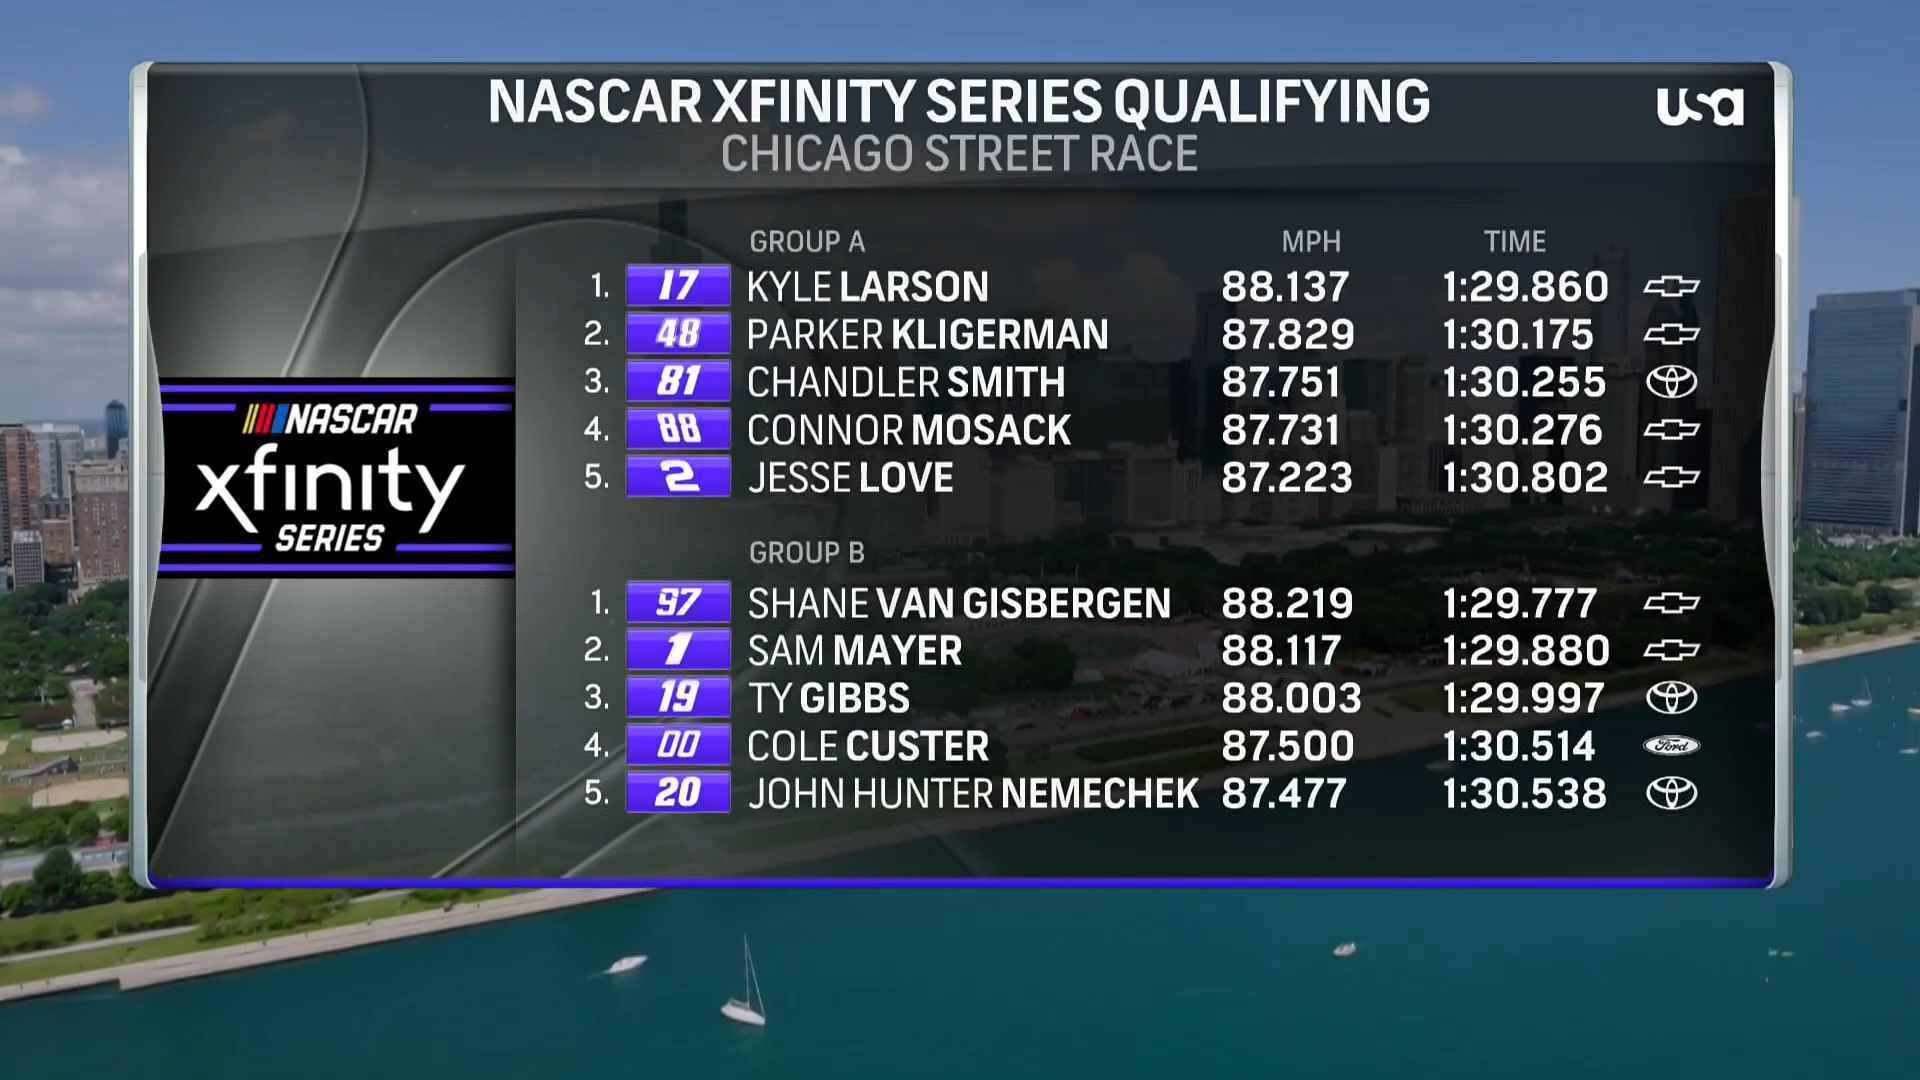 NASCAR XFINITY SERIES QUALIFYING
usa
CHICAGO STREET RACE
GROUP A MPH TIME
1. 17 KYLE LARSON 88.137 1:29.860
2. 48 PARKER KLIGERMAN 87.829 1:30.175
3. 81 CHANDLER SMITH 87.751 1:30.255
4. 88 CONNOR MOSACK 87.731 1:30.276
5. 2 JESSE LOVE 87.223 1:30.802
GROUP B
1. 97 SHANE VAN GISBERGEN 88.219 1:29.777
2. 1 SAM MAYER 88.117 1:29.880
3. 19 TY GIBBS 88.003 1:29.997
4. 00 COLE CUSTER 87.500 1:30.514 Ford
5. 20 JOHN HUNTER NEMECHEK 87.477 1:30.538
NASCAR
xfinity
SERIES